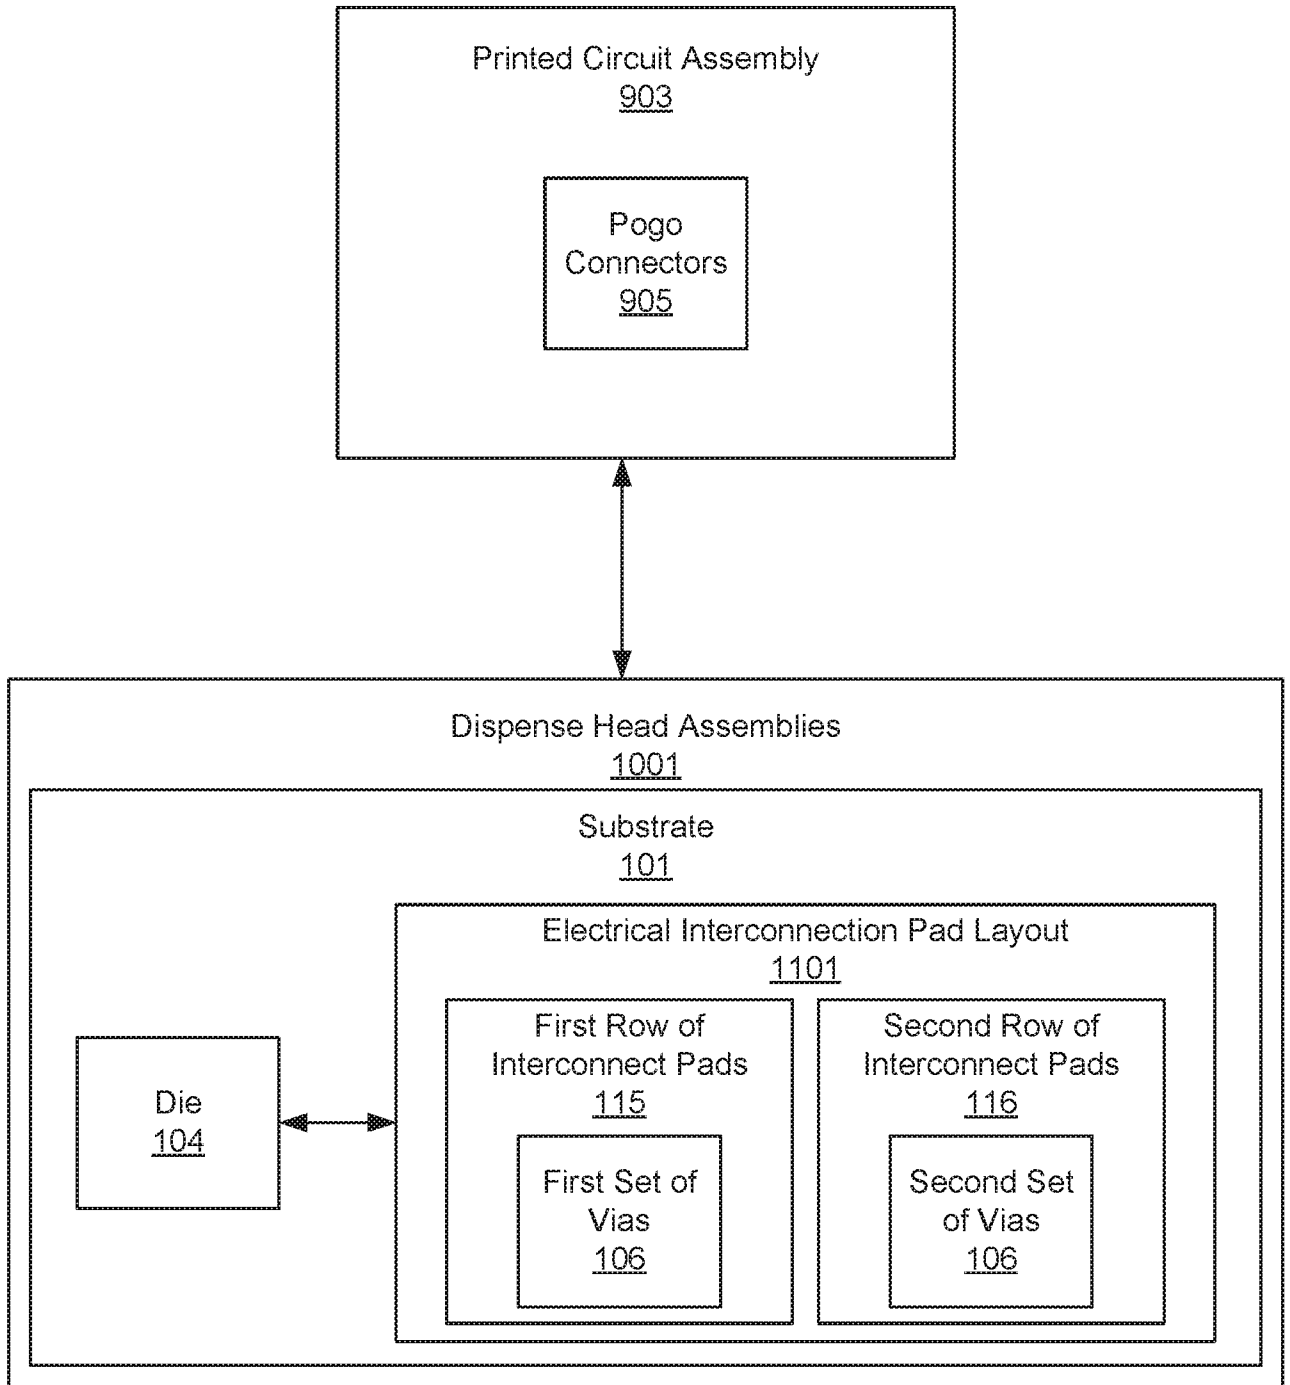 Printed Circuit Assembly
903
Pogo
Connectors
905
Dispense Head Assemblies
1001
Substrate
101
Electrical Interconnection Pad Layout
1101
First Row of
Interconnect Pads
115
First Set of
Vias
106
Second Row of
Interconnect Pads
116
Second Set
of Vias
106
Die
104